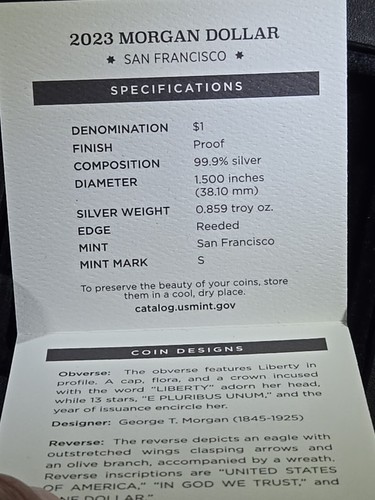 2023 MORGAN DOLLAR
★ SAN FRANCISCO ★
SPECIFICATIONS
DENOMINATION $1
FINISH Proof
COMPOSITION 99.9% silver
DIAMETER 1.500 inches
(38.10 mm)
SILVER WEIGHT 0.859 troy oz.
EDGE Reeded
MINT San Francisco
MINT MARK S
To preserve the beauty of your coins, store
them in a cool, dry place.
catalog.usmint.gov
COIN DESIGNS
Obverse: The obverse features Liberty in
profile. A cap, flora, and a crown incused
with the word "LIBERTY" adorn her head,
while 13 stars, "E PLURIBUS UNUM," and the
year of issuance encircle her.
Designer: George T. Morgan (1845-1925)
Reverse: The reverse depicts an eagle with
outstretched wings clasping arrows and
an olive branch, accompanied by a wreath.
Reverse inscriptions are "UNITED STATES
OF AMERICA," "IN GOD WE TRUST," and
"ONE DOLLAR."